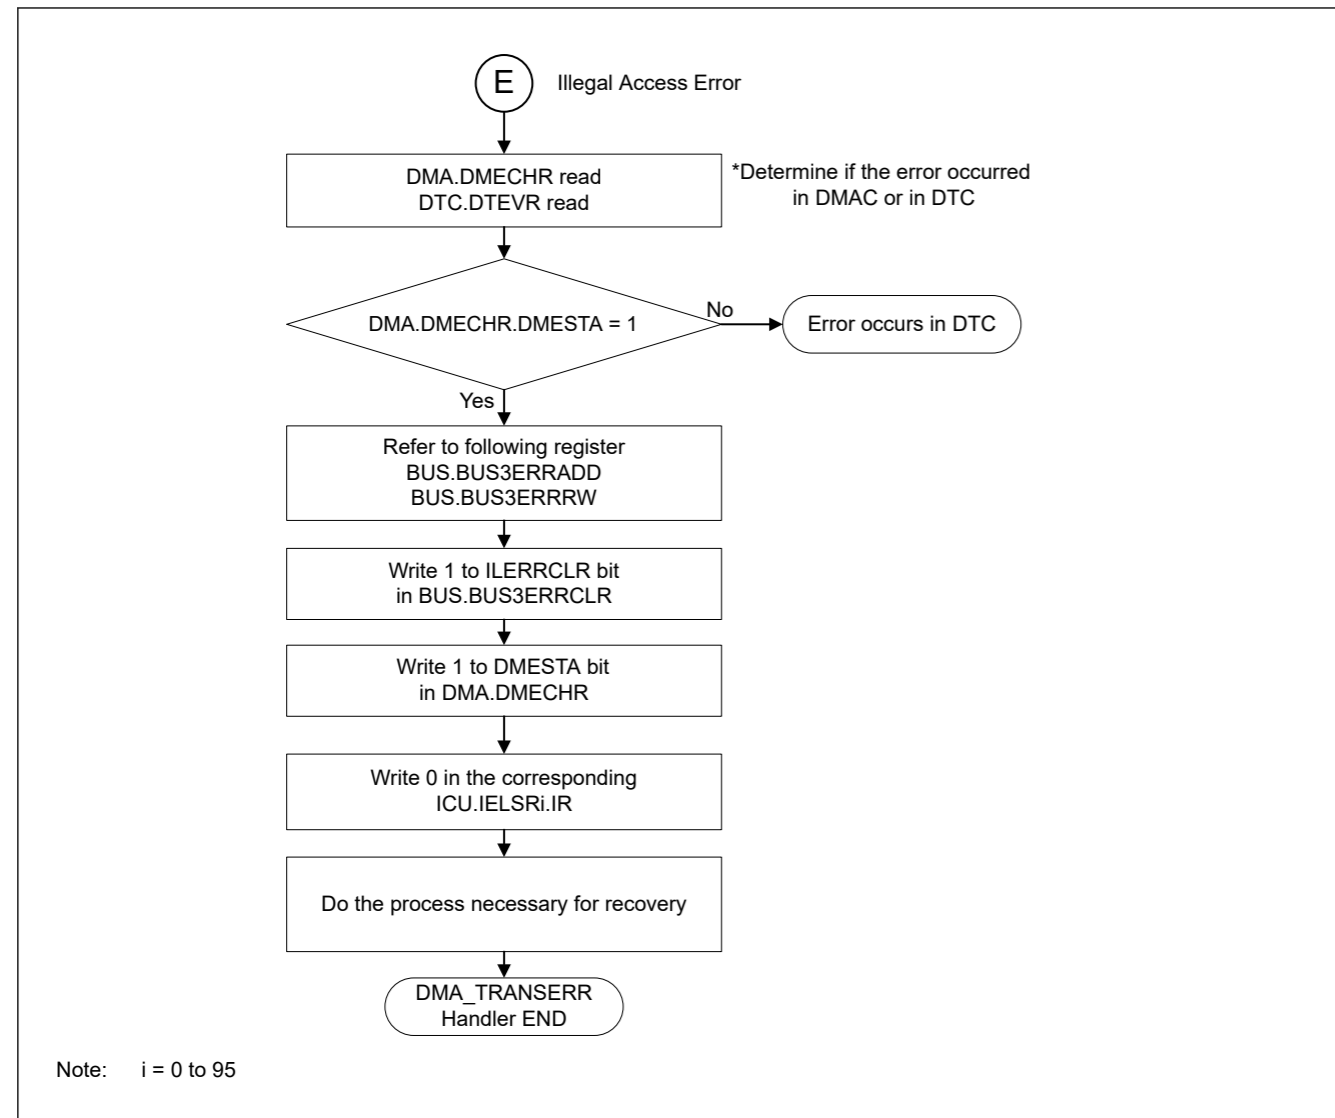 E
Illegal Access Error
DMA.DMECHR read
DTC.DTEVR read
*Determine if the error occurred
in DMAC or in DTC
DMA.DMECHR.DMESTA = 1
No
Error occurs in DTC
Yes
Refer to following register
BUS.BUS3ERRADD
BUS.BUS3ERRRW
Write 1 to ILERRCLR bit
in BUS.BUS3ERRCLR
Write 1 to DMESTA bit
in DMA.DMECHR
Write 0 in the corresponding
ICU.IELSRi.IR
Do the process necessary for recovery
DMA_TRANSERR
Handler END
Note: i = 0 to 95